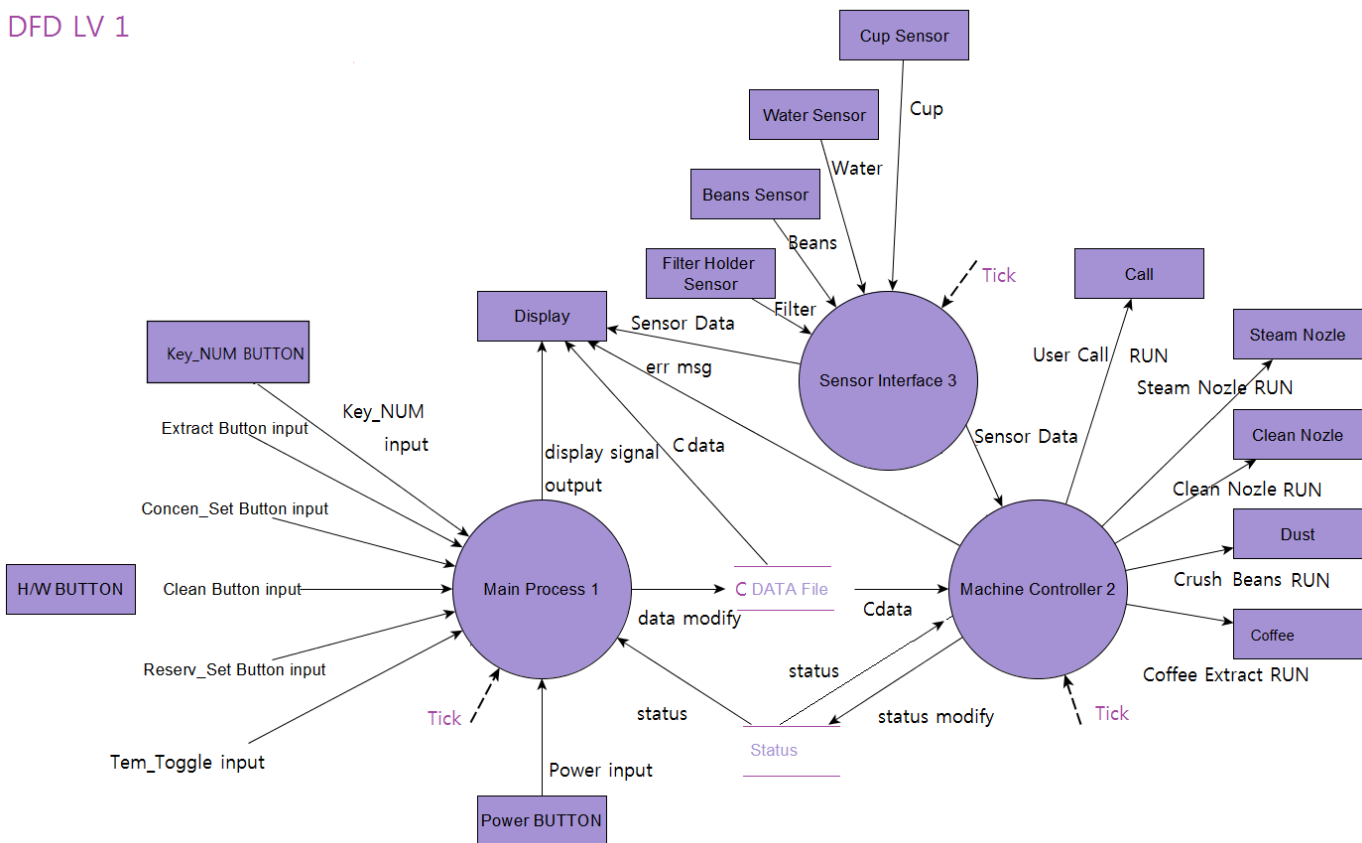 DFD LV 1
Cup Sensor
Water Sensor
Cup
Water
Beans Sensor
Beans
Filter Holder
Sensor
Filter
Tick
Call
Display
Sensor Data
Steam Nozle
Key_NUM BUTTON
err msg
Sensor Interface 3
User Call RUN
Steam Nozle RUN
Key_NUM
input
Extract Button input
display signal
output
Cdata
Sensor Data
Clean Nozle
Clean Nozle RUN
Concen_Set Button input
Dust
H/W BUTTON
Clean Button input
Main Process 1
C DATA File
Machine Controller 2
Crush Beans RUN
data modify
Cdata
Coffee
Reserv_Set Button input
status
Coffee Extract RUN
Tick
status
status modify
Tick
Status
Tem_Toggle input
Power input
Power BUTTON